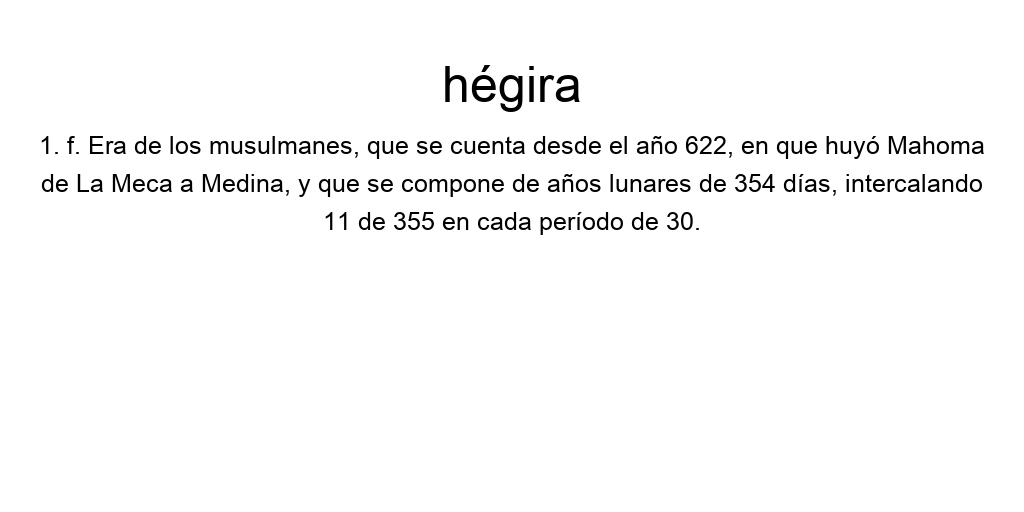 hégira
1. f. Era de los musulmanes, que se cuenta desde el año 622, en que huyó Mahoma
de La Meca a Medina, y que se compone de años lunares de 354 días, intercalando
11 de 355 en cada período de 30.